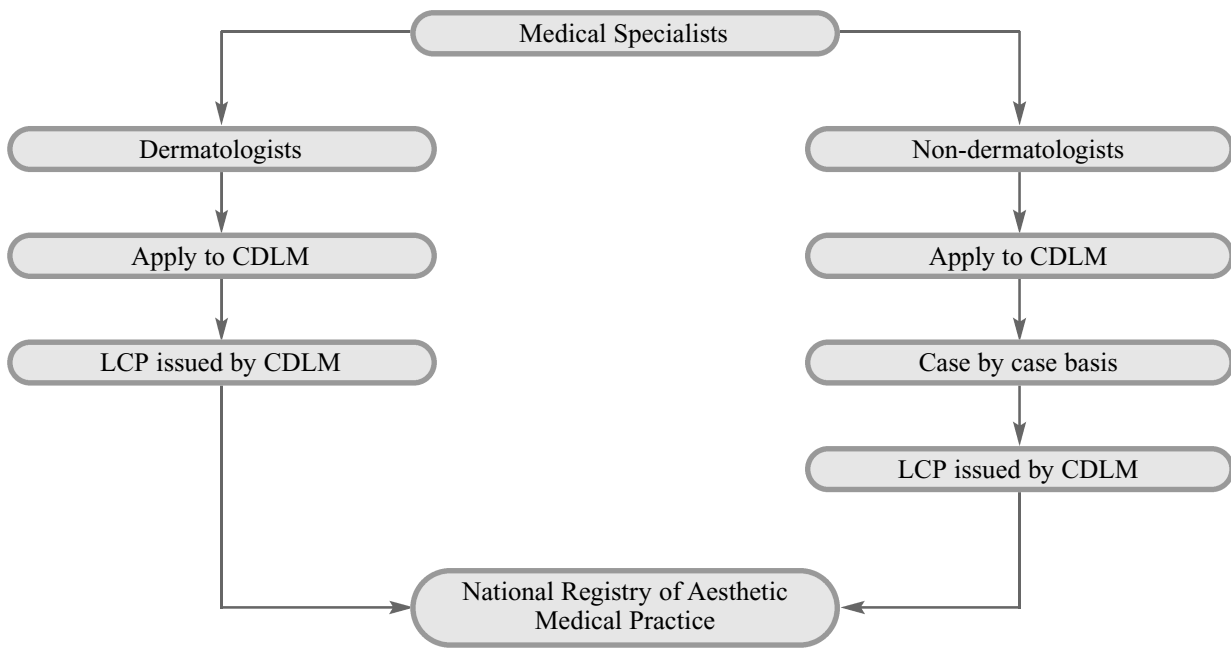 Medical Specialists
Dermatologists
Non-dermatologists
Apply to CDLM
Apply to CDLM
LCP issued by CDLM
Case by case basis
LCP issued by CDLM
National Registry of Aesthetic
Medical Practice